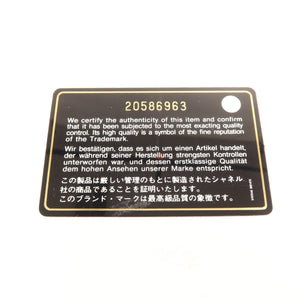 20586963
We certify the authenticity of this item and confirm
that it has been subjected to the most exacting quality
control. Its high quality is a symbol of the fine reputation
of the Trademark.
Wir bestätigen, dass es sich um einen Artikel handelt,
der während seiner Herstellung strengsten Kontrollen
unterworfen war, und dessen erstklassige Qualität
dem hohen Ansehen unserer Marke entspricht.
この製品は厳しい管理のもとに製造されたシャネル
社の商品であることを証明いたします。
このブランド・マークは最高級品質の象徴です。